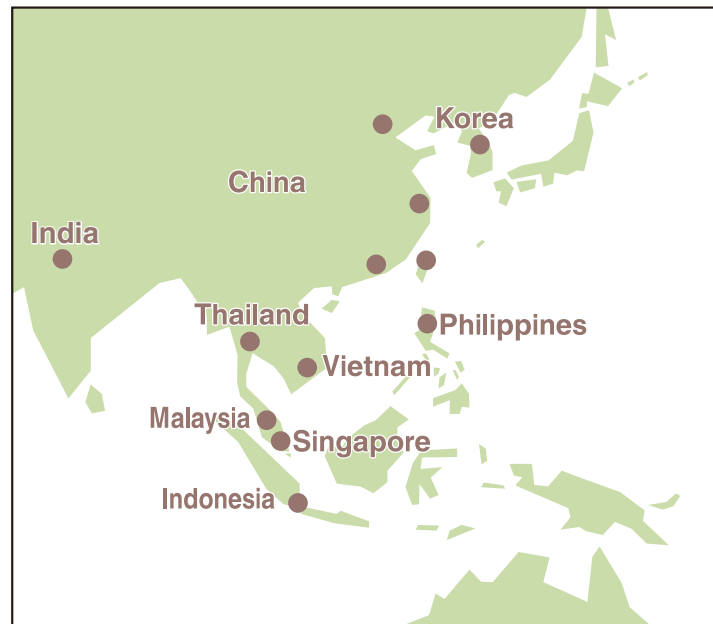 Korea
China
India
Thailand
Philippines
Vietnam
Malaysia
Singapore
Indonesia